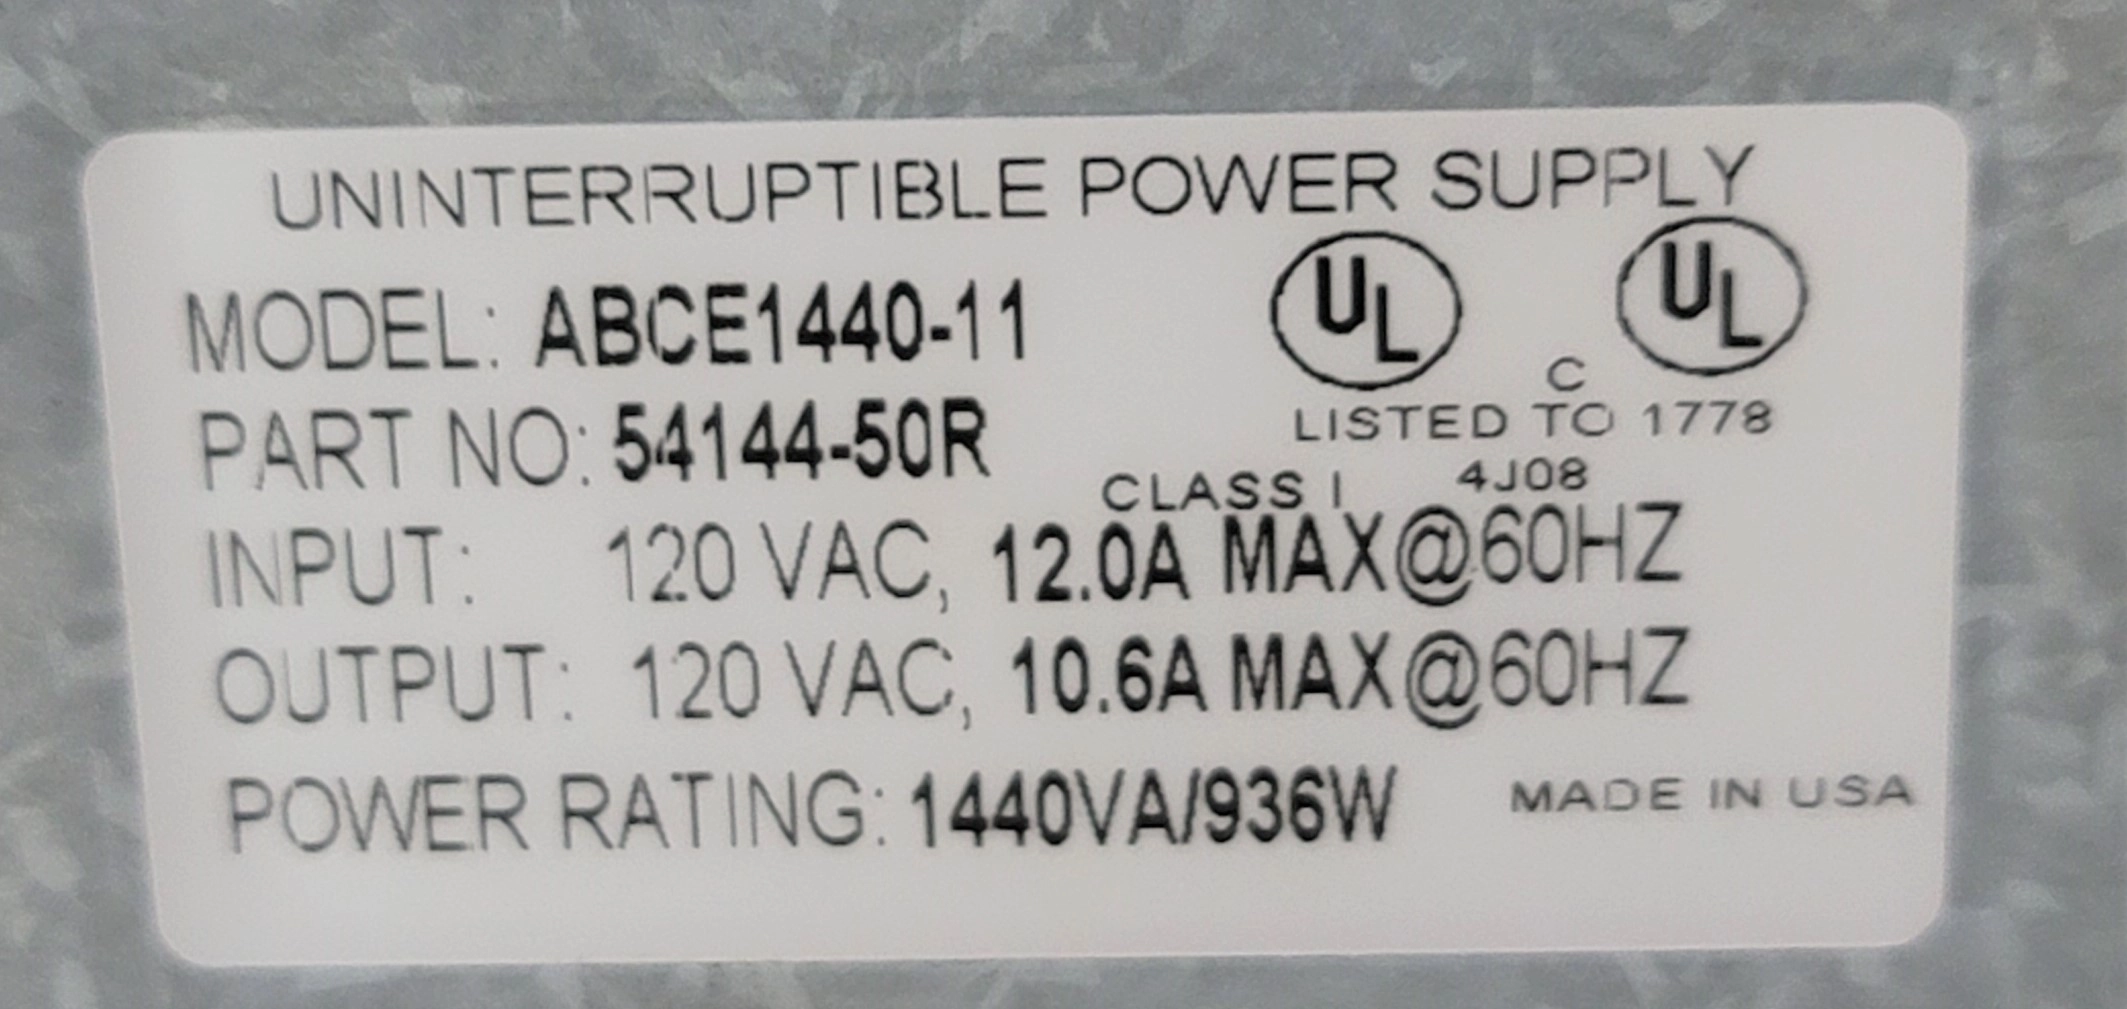 UNINTERRUPTIBLE POWER SUPPLY
MODEL: ABCE1440-11
UL
C UL
PART NO: 54144-50R
LISTED TO 1778
CLASS I 4J08
INPUT: 120 VAC, 12.0A MAX@60HZ
OUTPUT: 120 VAC, 10.6A MAX@60HZ
POWER RATING: 1440VA/936W
MADE IN USA